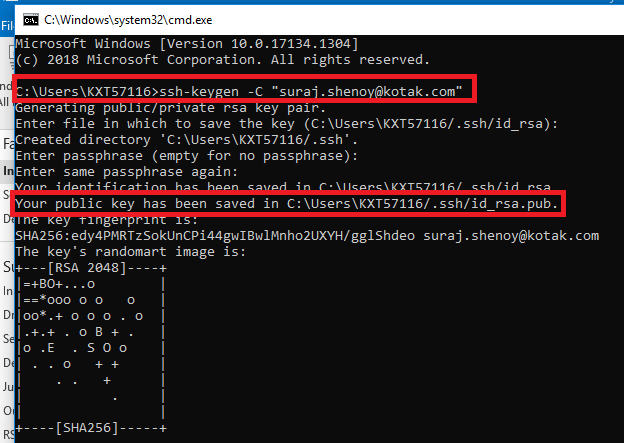 File
C:\Windows\system32\cmd.exe
Microsoft Windows [Version 10.0.17134.1304]
(c) 2018 Microsoft Corporation. All rights reserved.
C:\Users\KXT57116>ssh-keygen -C "suraj.shenoy@kotak.com"
Generating public/private rsa key pair.
Enter file in which to save the key (C:\Users\KXT57116/.ssh/id_rsa):
Created directory 'C:\Users\KXT57116/.ssh'.
Enter passphrase (empty for no passphrase):
Enter same passphrase again:
Your identification has been saved in C:\Users\KXT57116/.ssh/id_rsa.
Your public key has been saved in C:\Users\KXT57116/.ssh/id_rsa.pub.
The key fingerprint is:
SHA256:edy4PMRTzSokUnCPi44gwIBwlMnho2UXYH/gglShdeo suraj.shenoy@kotak.com
The key's randomart image is:
+---[RSA 2048]----+
|=+BO+...o        |
|==*ooo o o   o   |
|oo*.+ o o o . o  |
|.+.+ . o B + .   |
|o .E  . S O o    |
| . . o   + +     |
|    . .   +      |
|           .     |
|                 |
+----[SHA256]-----+